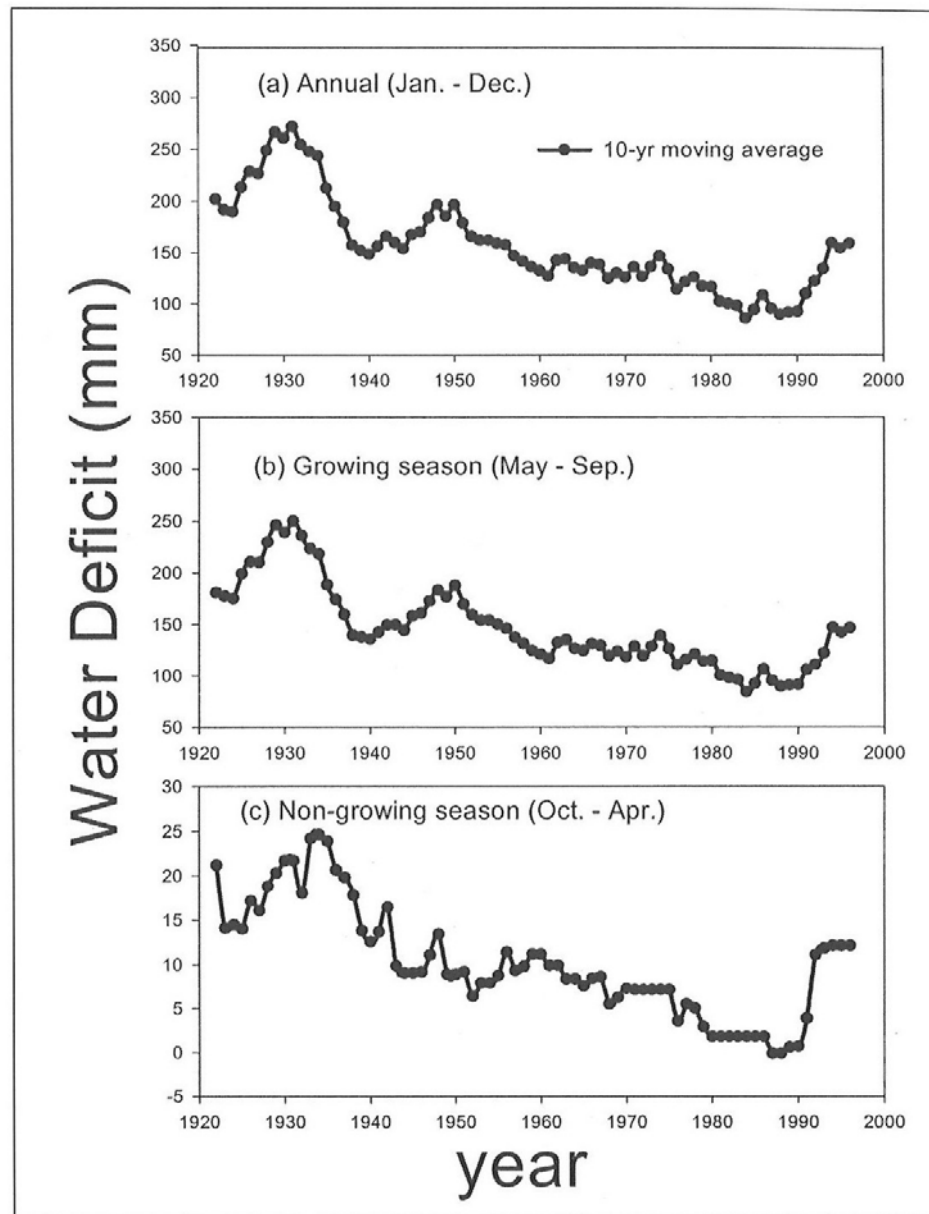 Water Deficit (mm)
350
300
250
200
150
100
50
(a) Annual (Jan. - Dec.)
10-yr moving average
1920 1930 1940 1950 1960 1970 1980 1990 2000
350
300
250
200
150
100
50
(b) Growing season (May - Sep.)
1920 1930 1940 1950 1960 1970 1980 1990 2000
30
25
20
15
10
5
0
-5
(c) Non-growing season (Oct. - Apr.)
1920 1930 1940 1950 1960 1970 1980 1990 2000
year